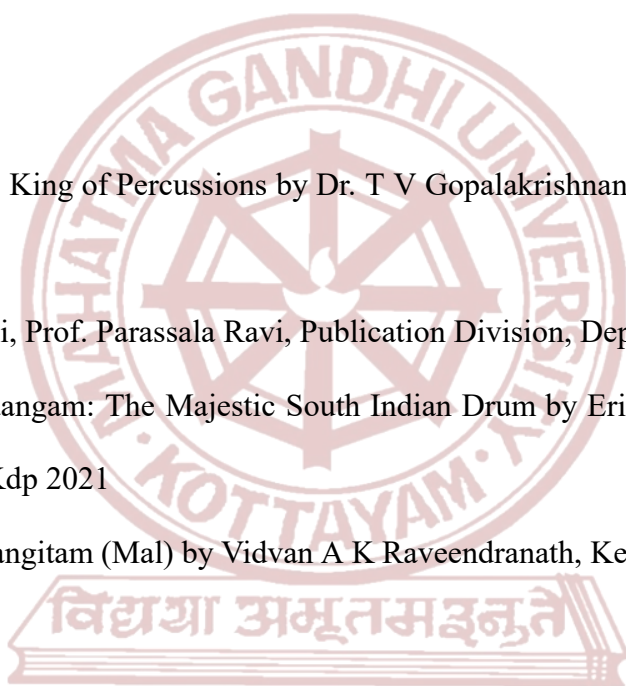 MAHATMA GANDHI UNIVERSITY
King of Percussions by Dr. T V Gopalakrishnan
i, Prof. Parassala Ravi, Publication Division, Dep
angam: The Majestic South Indian Drum by Eri
Kdp 2021
angitam (Mal) by Vidvan A K Raveendranath, Ke
KOTTAYAM
विद्यया अमृतमश्नुते